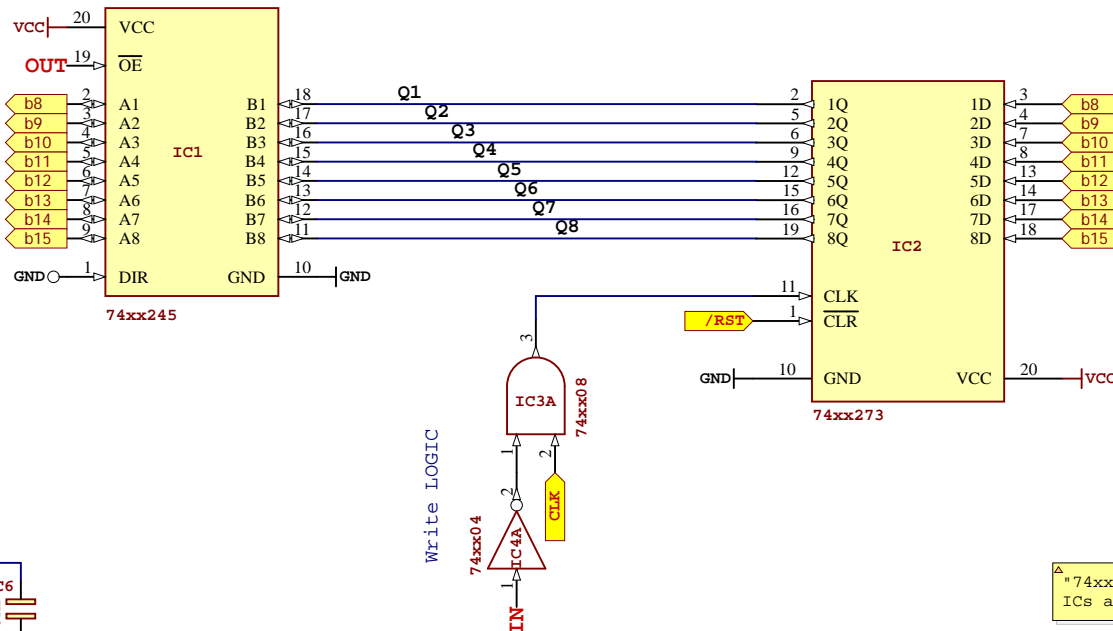 VCC 20 VCC
OUT 19 OE
b8 2 A1 B1 18 Q1 2 1Q 1D 3 b8
b9 3 A2 B2 17 Q2 5 2Q 2D 4 b9
b10 4 A3 B3 16 Q3 6 3Q 3D 7 b10
b11 5 A4 B4 15 Q4 9 4Q 4D 8 b11
b12 6 A5 B5 14 Q5 12 5Q 5D 13 b12
b13 7 A6 B6 13 Q6 15 6Q 6D 14 b13
b14 8 A7 B7 12 Q7 16 7Q 7D 17 b14
b15 9 A8 B8 11 Q8 19 8Q 8D 18 b15
IC1
IC2
GND 1 DIR GND 10 GND
74xx245
11 CLK
/RST 1 CLR
GND 10 GND VCC 20 VCC
74xx273
3
IC3A
74xx08
1 2
CLK
Write LOGIC
2
74xx04
IC4A
1
IN
C6
"74xx
ICs a